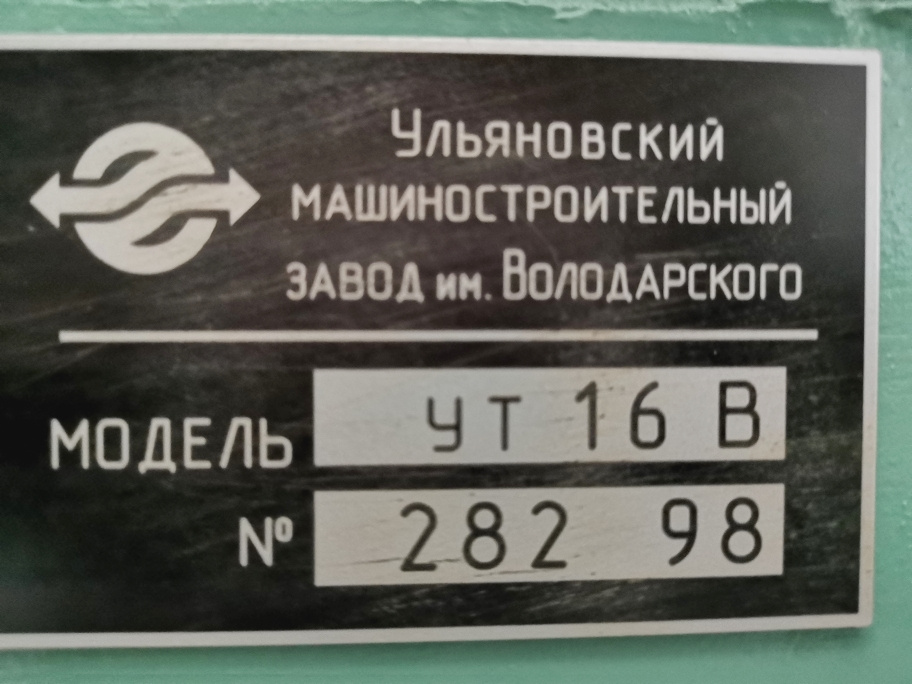 Ульяновский
машиностроительный
завод им. Володарского
МОДЕЛЬ УТ 16 В
№ 282 98